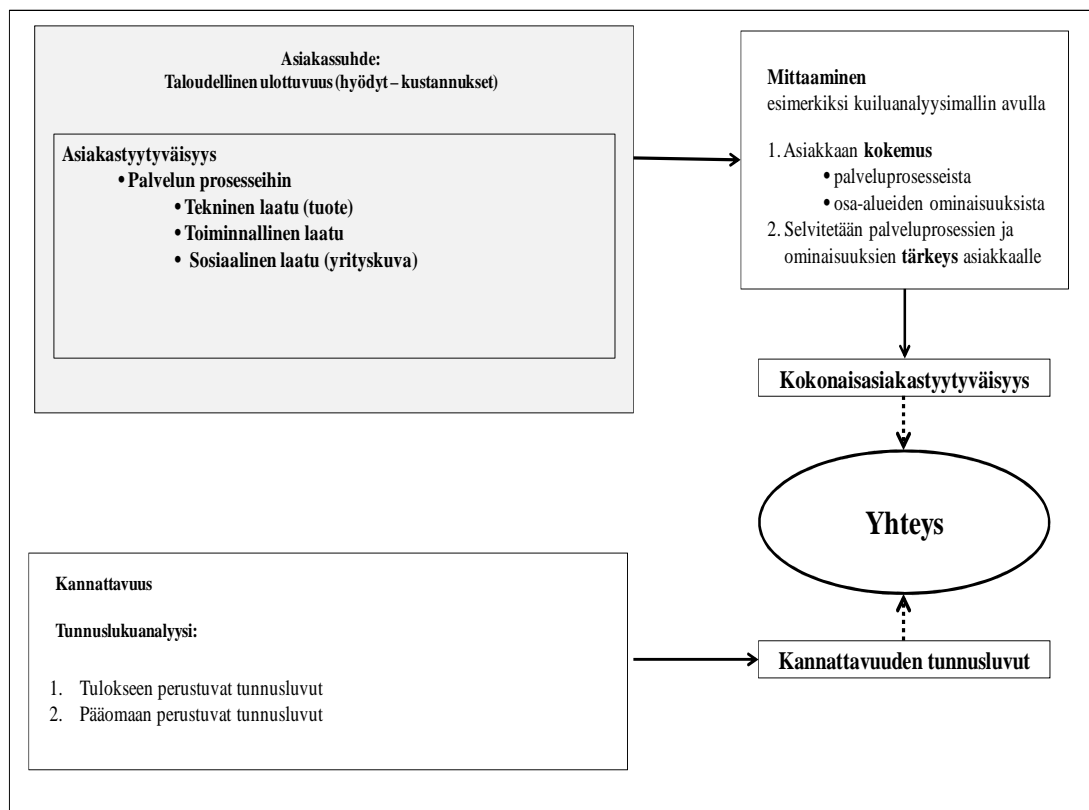 Asiakassuhde:
Taloudellinen ulottuvuus (hyödyt – kustannukset)
Asiakastyytyväisyys
• Palvelun prosesseihin
• Tekninen laatu (tuote)
• Toiminnallinen laatu
• Sosiaalinen laatu (yrityskuva)
Mittaaminen
esimerkiksi kuiluanalyysimallin avulla
1. Asiakkaan kokemus
• palveluprosesseista
• osa-alueiden ominaisuuksista
2. Selvitetään palveluprosessien ja
ominaisuuksien tärkeys asiakkaalle
Kokonaisasiakastyytyväisyys
Yhteys
Kannattavuus
Tunnuslukuanalyysi:
1. Tulokseen perustuvat tunnusluvut
2. Pääomaan perustuvat tunnusluvut
Kannattavuuden tunnusluvut